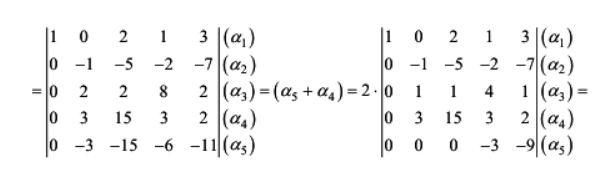 |1 0 2 1 3|(α₁) |1 0 2 1 3|(α₁)
|0 −1 −5 −2 −7|(α₂) |0 −1 −5 −2 −7|(α₂)
=|0 2 2 8 2|(α₃)=(α₅+α₄)=2·|0 1 1 4 1|(α₃)=
|0 3 15 3 2|(α₄) |0 3 15 3 2|(α₄)
|0 −3 −15 −6 −11|(α₅) |0 0 0 −3 −9|(α₅)